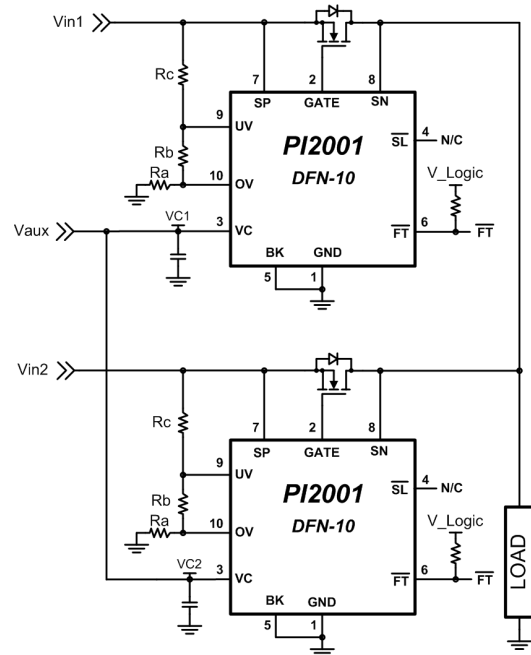 Vin1
Rc
7
2
8
SP
GATE
SN
9
UV
PI2001
DFN-10
SL
4
N/C
Rb
Ra
10
OV
V_Logic
Vaux
VC1
3
VC
FT
6
FT
BK
GND
5
1
Vin2
Rc
7
2
8
SP
GATE
SN
9
UV
PI2001
DFN-10
SL
4
N/C
Rb
Ra
10
OV
V_Logic
LOAD
VC2
3
VC
FT
6
FT
BK
GND
5
1